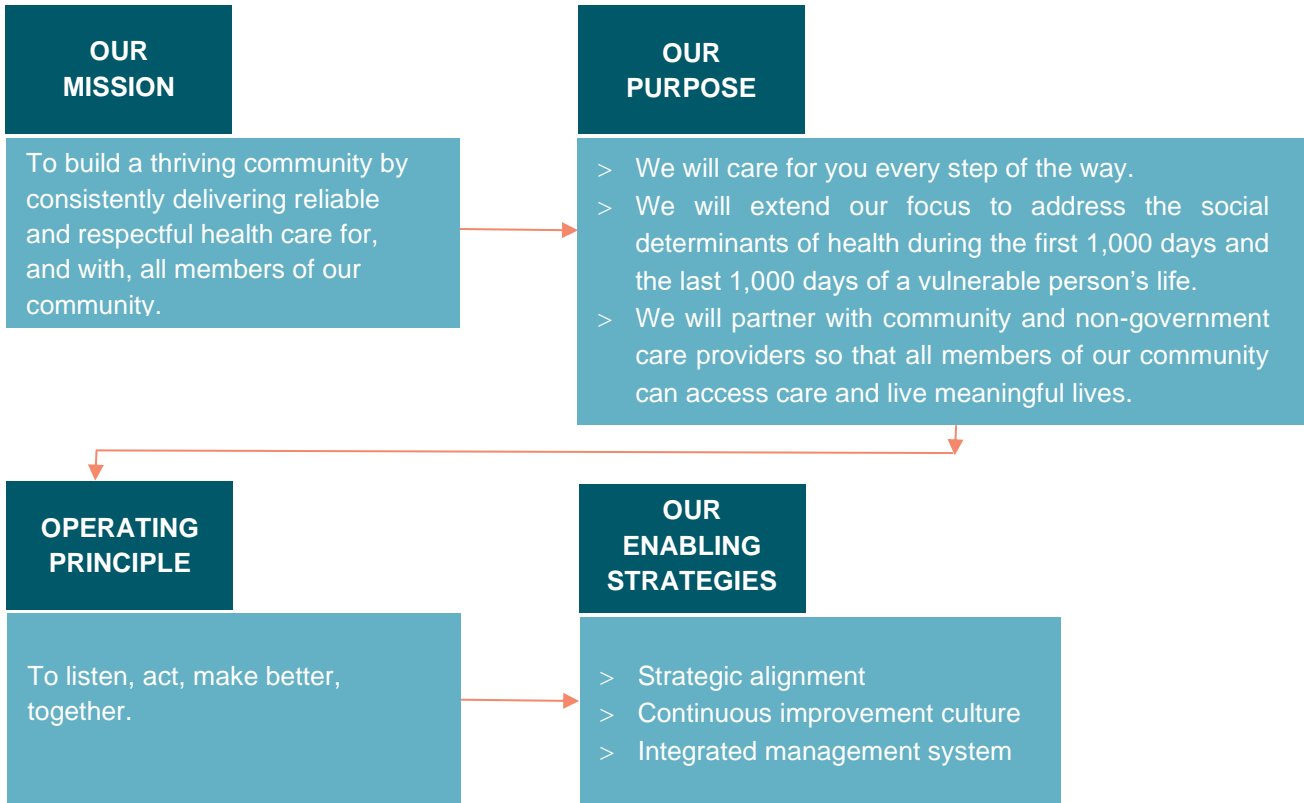 OUR
MISSION
To build a thriving community by
consistently delivering reliable
and respectful health care for,
and with, all members of our
community.
OUR
PURPOSE
> We will care for you every step of the way.
> We will extend our focus to address the social
determinants of health during the first 1,000 days and
the last 1,000 days of a vulnerable person’s life.
> We will partner with community and non-government
care providers so that all members of our community
can access care and live meaningful lives.
OPERATING
PRINCIPLE
To listen, act, make better,
together.
OUR
ENABLING
STRATEGIES
> Strategic alignment
> Continuous improvement culture
> Integrated management system